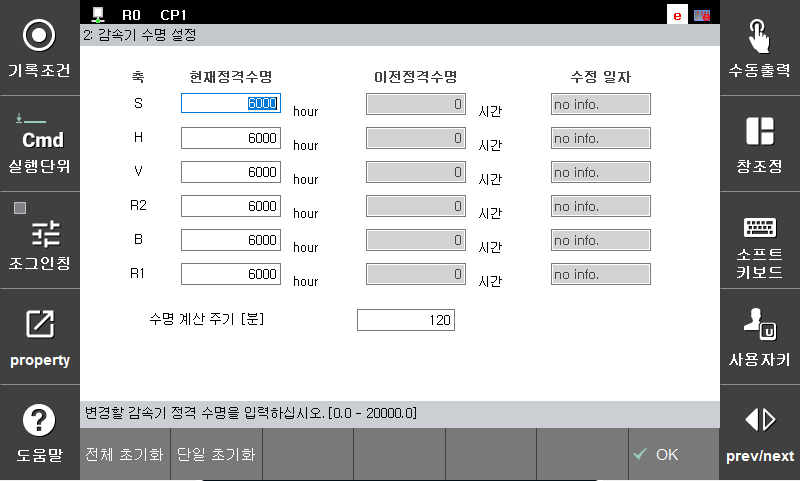 R0 CP1
e
2: 감속기 수명 설정
기록조건
Cmd
실행단위
조그인칭
property
?
도움말
축 현재정격수명 이전정격수명 수정 일자
S 6000 hour 0 시간 no info.
H 6000 hour 0 시간 no info.
V 6000 hour 0 시간 no info.
R2 6000 hour 0 시간 no info.
B 6000 hour 0 시간 no info.
R1 6000 hour 0 시간 no info.
수명 계산 주기 [분] 120
변경할 감속기 정격 수명을 입력하십시오.[0.0 - 20000.0]
전체 초기화 단일 초기화 OK
수동출력
창조정
소프트
키보드
U
사용자키
prev/next